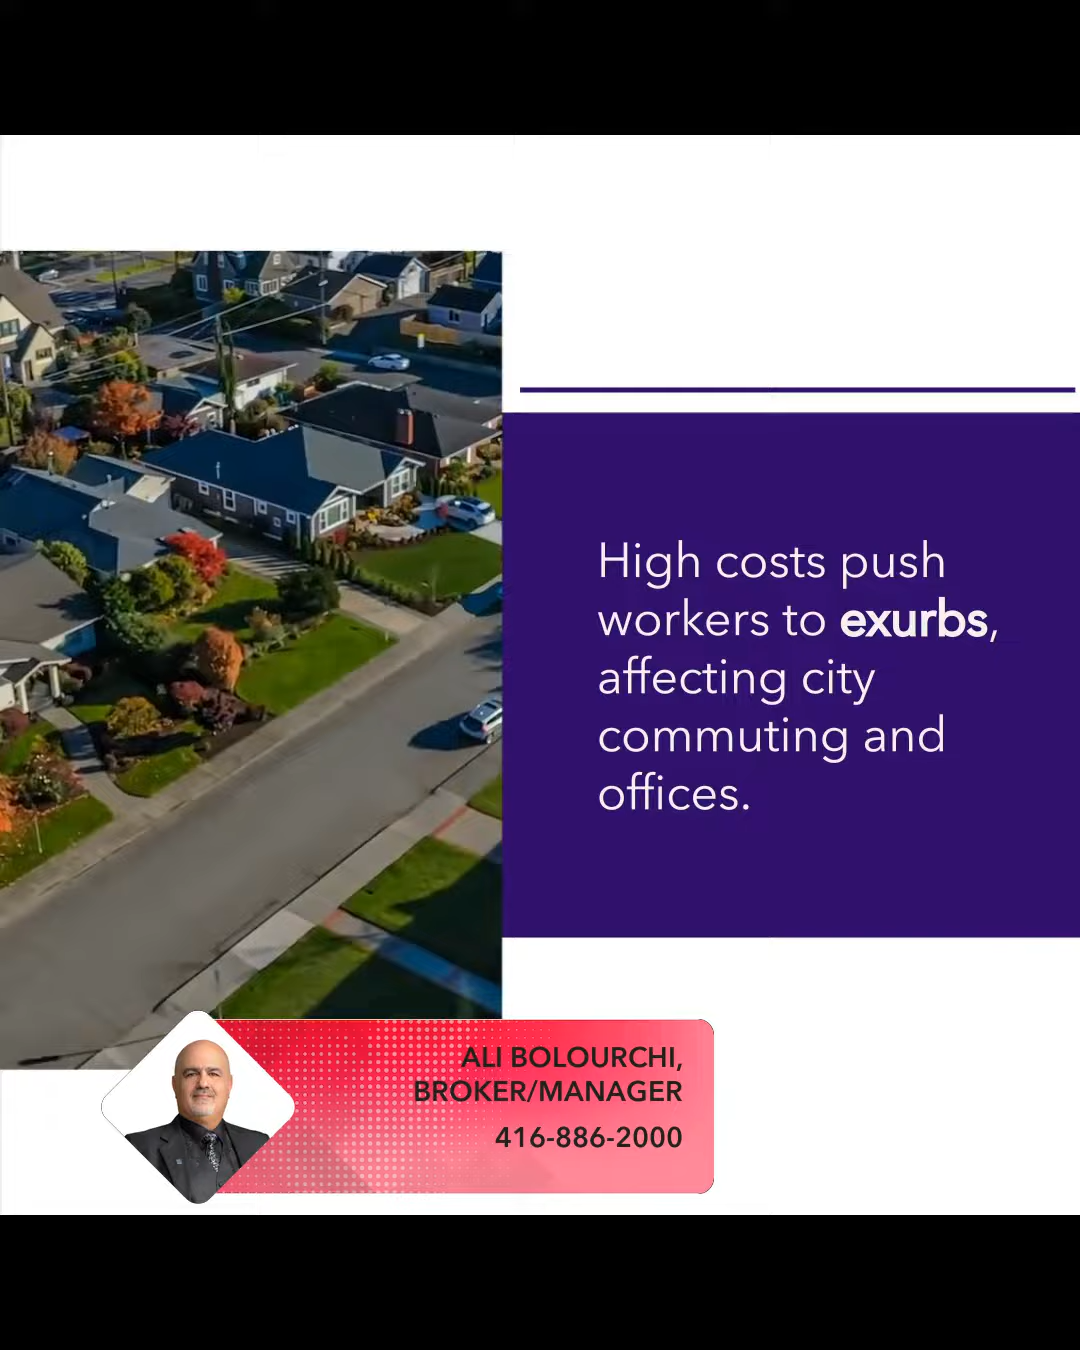 High costs push
workers to exurbs,
affecting city
commuting and
offices.
ALI BOLOURCHI,
BROKER/MANAGER
416-886-2000